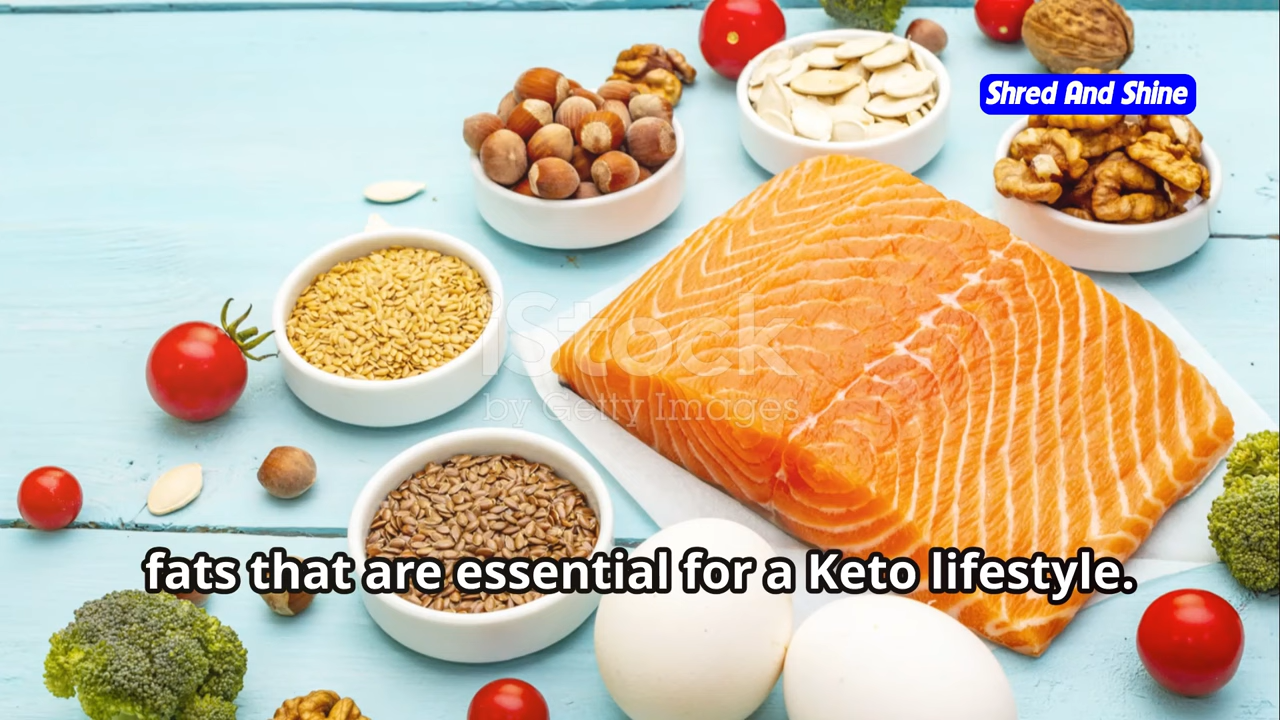 Shred And Shine
iStock
by Getty Images
fats that are essential for a Keto lifestyle.